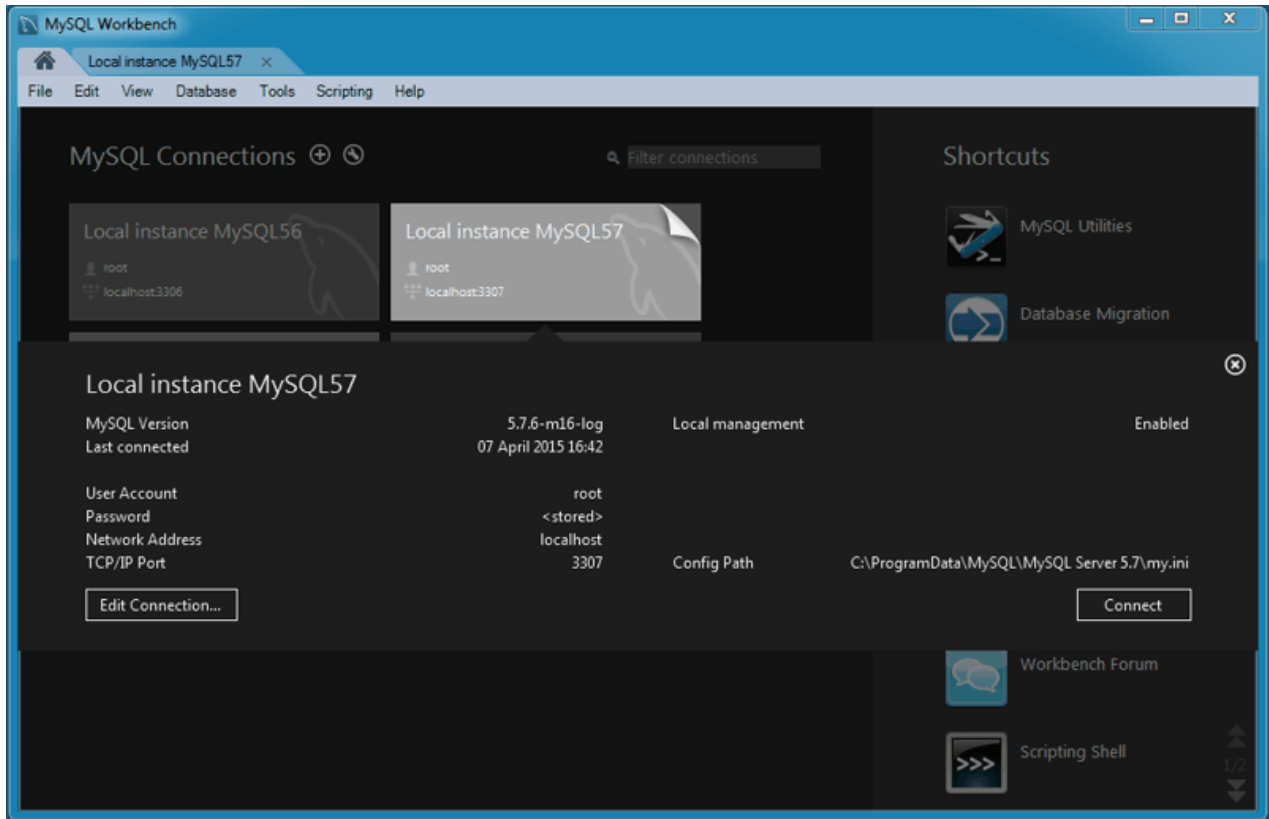 MySQL Workbench
Local instance MySQL57
File Edit View Database Tools Scripting Help
MySQL Connections
Filter connections
Shortcuts
Local instance MySQL56
root
localhost:3306
Local instance MySQL57
root
localhost:3307
MySQL Utilities
Database Migration
Local instance MySQL57
MySQL Version 5.7.6-m16-log Local management Enabled
Last connected 07 April 2015 16:42
User Account root
Password <stored>
Network Address localhost
TCP/IP Port 3307 Config Path C:\ProgramData\MySQL\MySQL Server 5.7\my.ini
Edit Connection... Connect
Workbench Forum
Scripting Shell
>>>
1/2